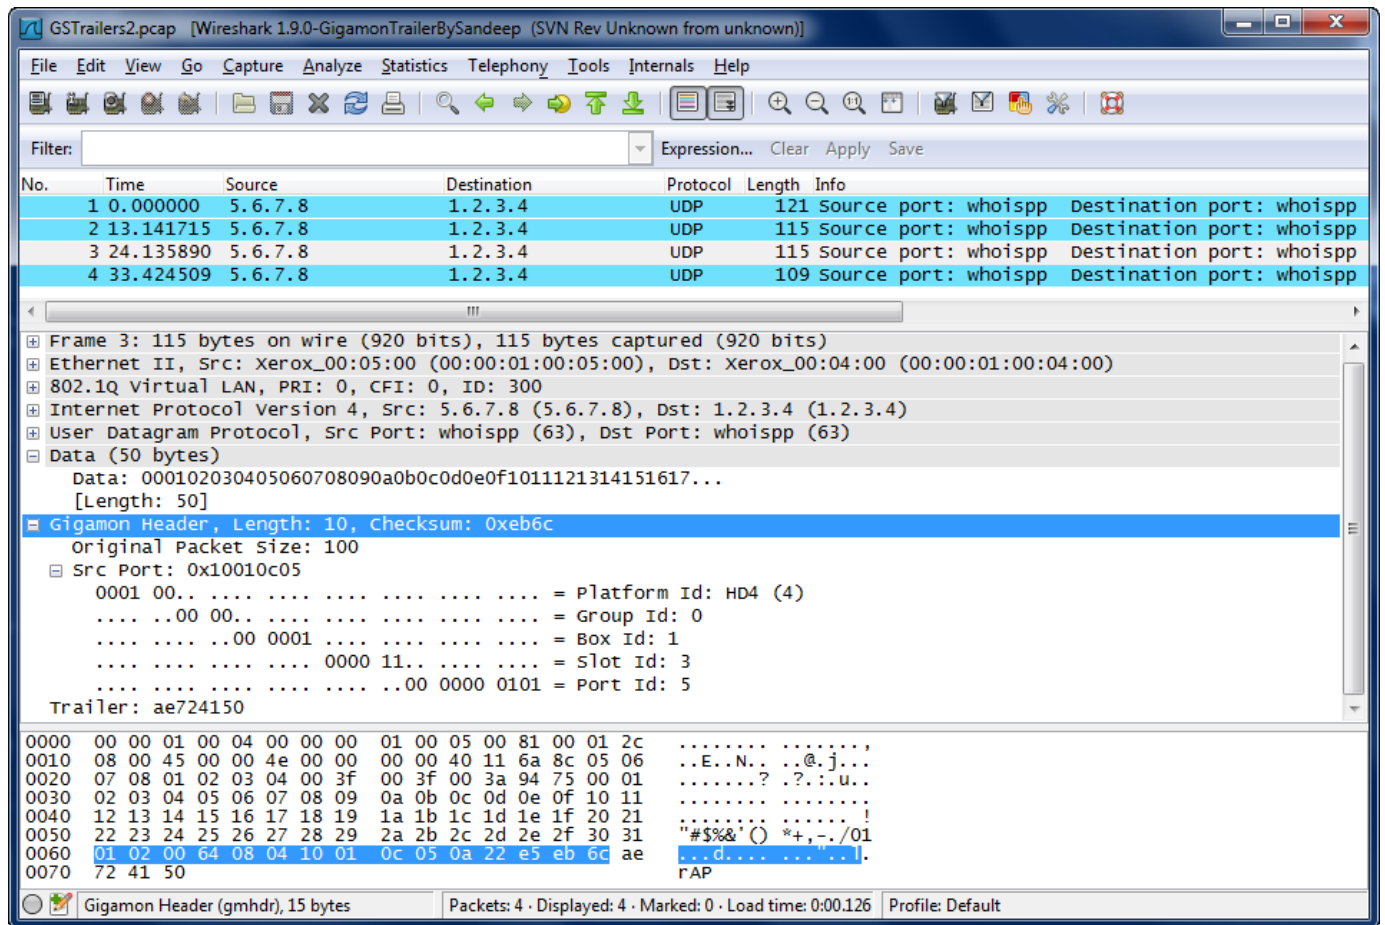 GSTrailers2.pcap [Wireshark 1.9.0-GigamonTrailerBySandeep (SVN Rev Unknown from unknown)]
File Edit View Go Capture Analyze Statistics Telephony Tools Internals Help
Filter: Expression... Clear Apply Save
No. Time Source Destination Protocol Length Info
1 0.000000 5.6.7.8 1.2.3.4 UDP 121 Source port: whoispp Destination port: whoispp
2 13.141715 5.6.7.8 1.2.3.4 UDP 115 Source port: whoispp Destination port: whoispp
3 24.135890 5.6.7.8 1.2.3.4 UDP 115 Source port: whoispp Destination port: whoispp
4 33.424509 5.6.7.8 1.2.3.4 UDP 109 Source port: whoispp Destination port: whoispp
Frame 3: 115 bytes on wire (920 bits), 115 bytes captured (920 bits)
Ethernet II, Src: Xerox_00:05:00 (00:00:01:00:05:00), Dst: Xerox_00:04:00 (00:00:01:00:04:00)
802.1Q Virtual LAN, PRI: 0, CFI: 0, ID: 300
Internet Protocol Version 4, Src: 5.6.7.8 (5.6.7.8), Dst: 1.2.3.4 (1.2.3.4)
User Datagram Protocol, Src Port: whoispp (63), Dst Port: whoispp (63)
Data (50 bytes)
Data: 000102030405060708090a0b0c0d0e0f1011121314151617...
[Length: 50]
Gigamon Header, Length: 10, Checksum: 0xeb6c
Original Packet Size: 100
Src Port: 0x10010c05
0001 00.. .... .... .... .... .... .... = Platform Id: HD4 (4)
.... ..00 00.. .... .... .... .... .... = Group Id: 0
.... .... ..00 0001 .... .... .... .... = Box Id: 1
.... .... .... .... 0000 11.. .... .... = Slot Id: 3
.... .... .... .... .... ..00 0000 0101 = Port Id: 5
Trailer: ae724150
0000 00 00 01 00 04 00 00 00 01 00 05 00 81 00 01 2c ........ .......,
0010 08 00 45 00 00 4e 00 00 00 00 40 11 6a 8c 05 06 ..E..N.. ..@.j...
0020 07 08 01 02 03 04 00 3f 00 3f 00 3a 94 75 00 01 .......? .?.:.u..
0030 02 03 04 05 06 07 08 09 0a 0b 0c 0d 0e 0f 10 11 ........ ........
0040 12 13 14 15 16 17 18 19 1a 1b 1c 1d 1e 1f 20 21 ........ ...... !
0050 22 23 24 25 26 27 28 29 2a 2b 2c 2d 2e 2f 30 31 "#$%&'() *+,-./01
0060 01 02 00 64 08 04 10 01 0c 05 0a 22 e5 eb 6c ae ...d.... ..."..l.
0070 72 41 50 rAP
Gigamon Header (gmhdr), 15 bytes Packets: 4 · Displayed: 4 · Marked: 0 · Load time: 0:00.126 Profile: Default